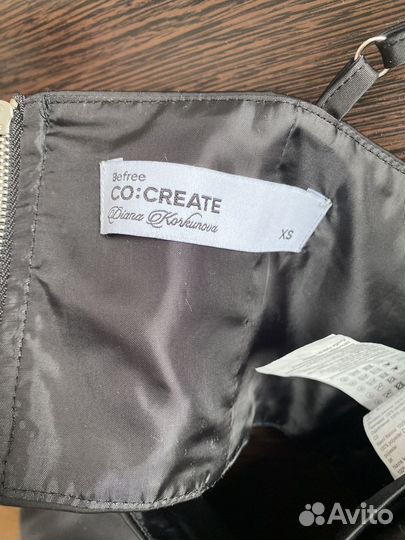 Befree
CO:CREATE
Diana Korkunova
XS
Avito